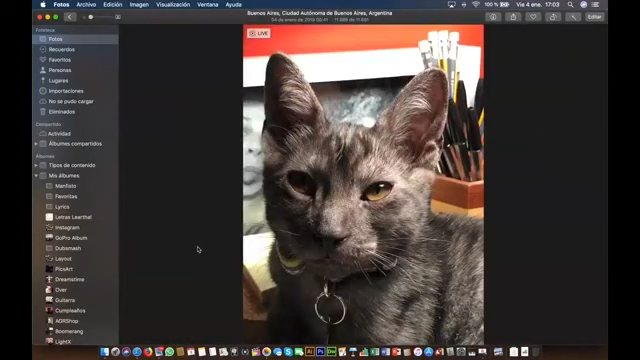 Fotos Archivo Edición Imagen Visualización Ventana Ayuda
100 % Vie 4 ene. 17:03
Buenos Aires, Ciudad Autónoma de Buenos Aires, Argentina
Editar
Fototeca
Fotos
Recuerdos
Favoritos
Personas
Lugares
Importaciones
No se pudo cargar
Eliminados
Compartido
Actividad
Álbumes compartidos
Álbumes
Tipos de contenido
Mis álbumes
Manfisto
Favoritas
Lyrics
Letras Learthal
Instagram
GoPro Album
Dubsmash
Layout
PicsArt
Dreamstime
Over
Guitarra
Cumpleaños
ADRShop
Boomerang
LightX
LIVE